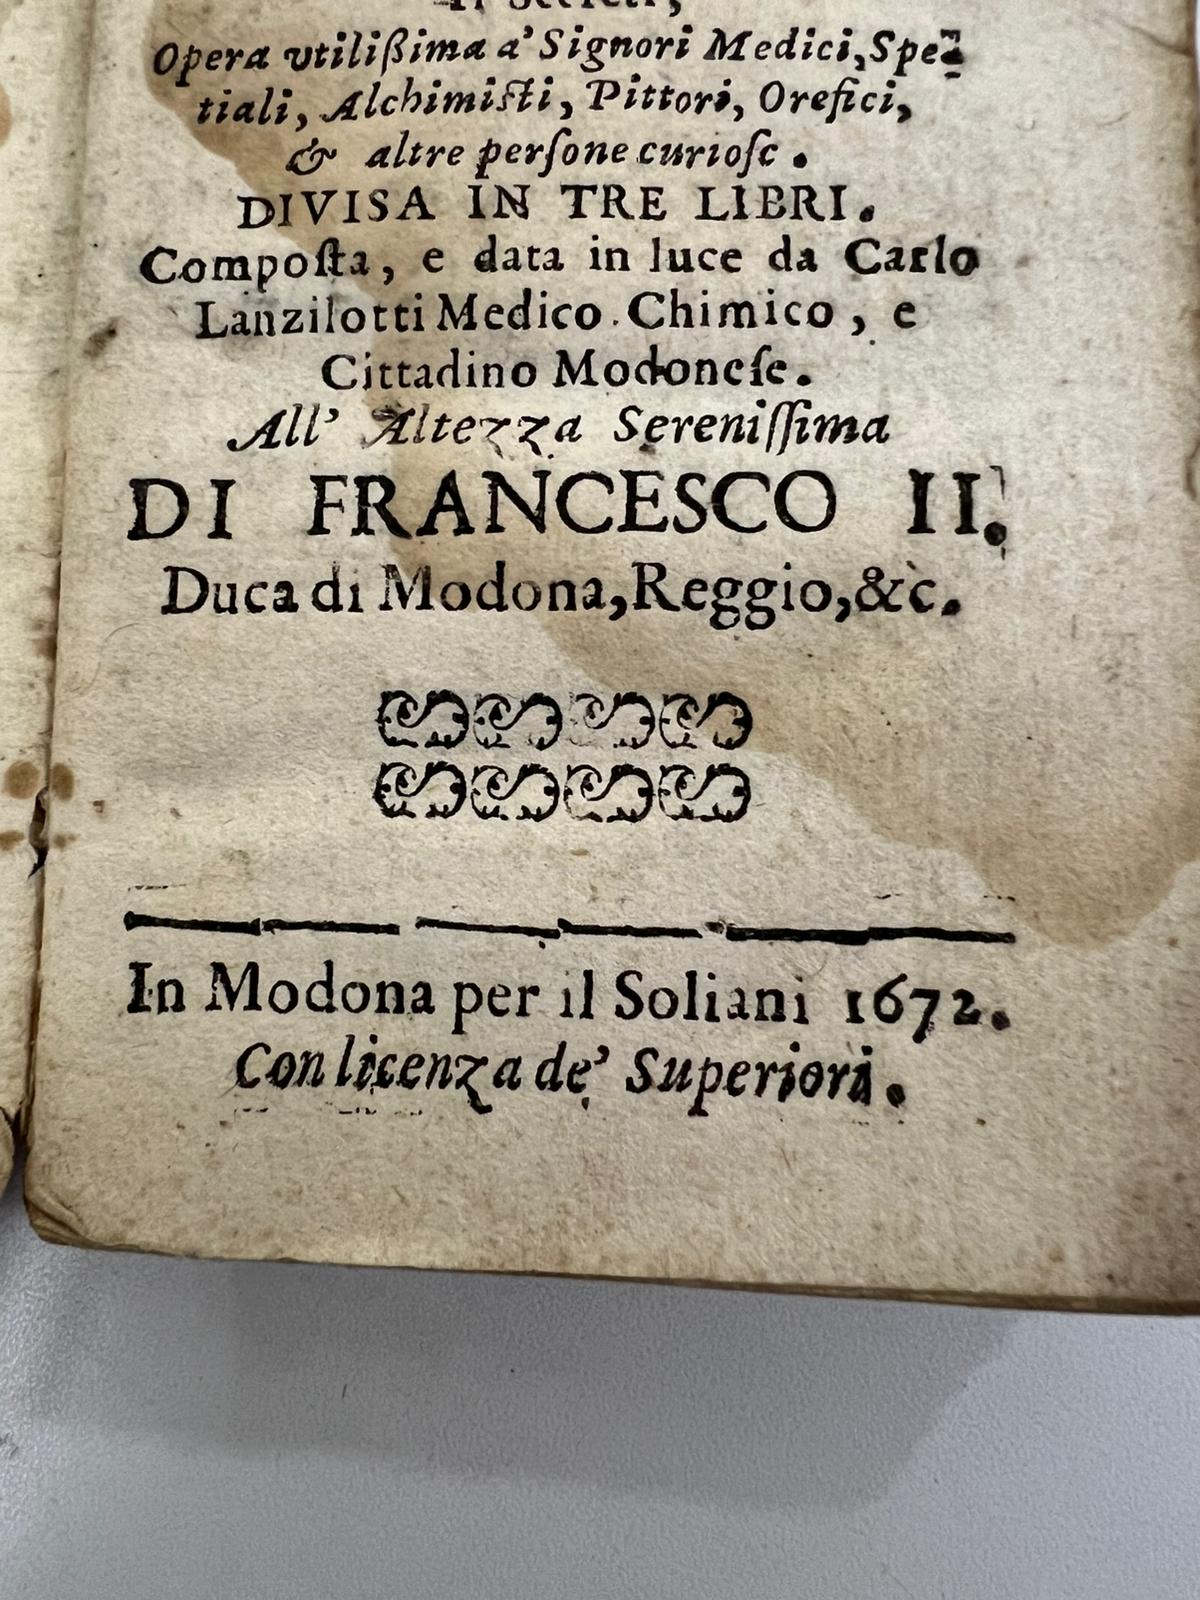 Secreti,
Opera vtilißima a' Signori Medici, Spe-
tiali, Alchimisti, Pittori, Orefici,
& altre perſone curioſe.
DIVISA IN TRE LIBRI.
Compoſta, e data in luce da Carlo
Lanzilotti Medico Chimico, e
Cittadino Modoneſe.
All' Altezza Sereniſſima
DI FRANCESCO II.
Duca di Modona, Reggio, &c.
In Modona per il Soliani 1672.
Con licenza de' Superiori.